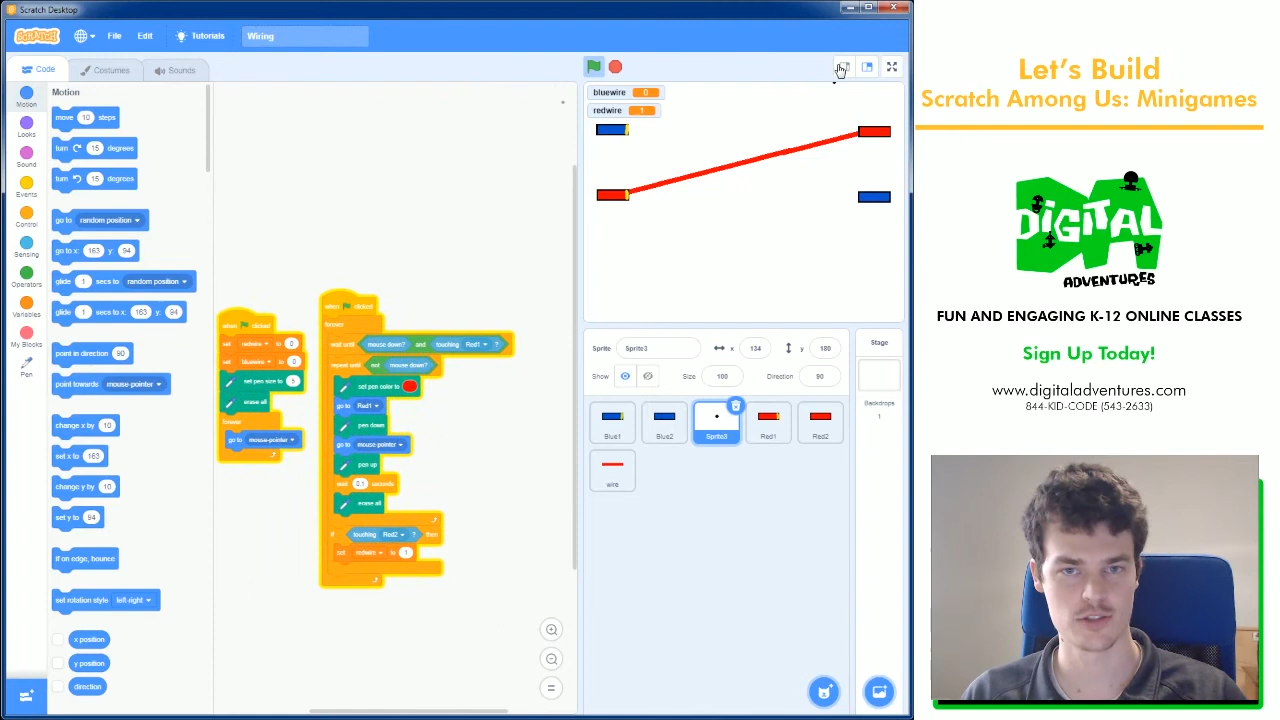 Scratch Desktop
SCRATCH
File
Edit
Tutorials
Wiring
Code
Costumes
Sounds
Motion
Looks
Sound
Events
Control
Sensing
Operators
Variables
My Blocks
Pen
Motion
move 10 steps
turn 15 degrees
turn 15 degrees
go to random position
go to x: 163 y: 94
glide 1 secs to random position
glide 1 secs to x: 163 y: 94
point in direction 90
point towards mouse-pointer
change x by 10
set x to 163
change y by 10
set y to 94
if on edge, bounce
set rotation style left-right
x position
y position
direction
when clicked
set redwire to 0
set bluewire to 0
set pen size to 5
erase all
forever
go to mouse-pointer
when clicked
forever
wait until mouse down? and touching Red1 ?
repeat until not mouse down?
set pen color to
go to Red1
pen down
go to mouse-pointer
pen up
wait 0.1 seconds
erase all
if touching Red2 ? then
set redwire to 1
bluewire 0
redwire 1
Sprite Sprite3 x 134 y 180
Show Size 100 Direction 90
Blue1
Blue2
Sprite3
Red1
Red2
wire
Stage
Backdrops
1
Let's Build
Scratch Among Us: Minigames
DIGITAL
ADVENTURES
FUN AND ENGAGING K-12 ONLINE CLASSES
Sign Up Today!
www.digitaladventures.com
844-KID-CODE (543-2633)